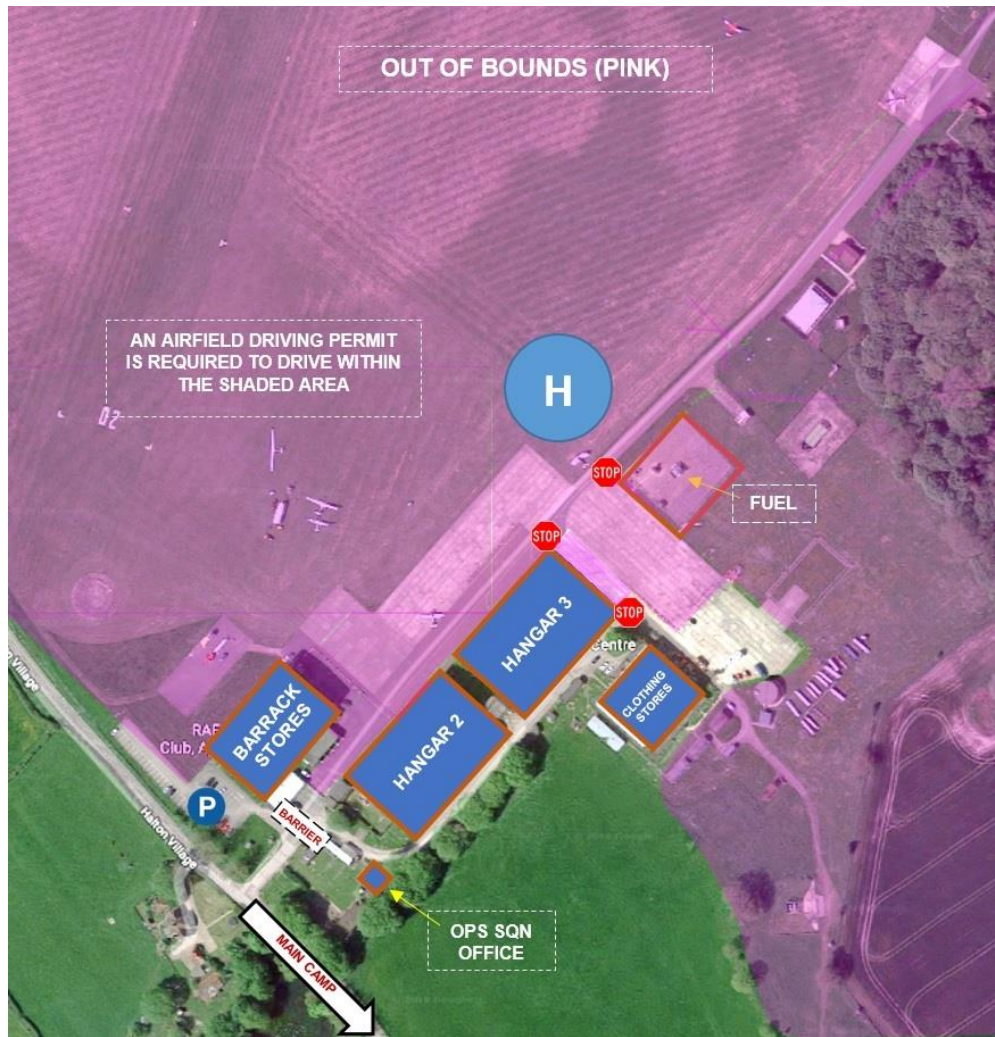 OUT OF BOUNDS (PINK)
AN AIRFIELD DRIVING PERMIT
IS REQUIRED TO DRIVE WITHIN
THE SHADED AREA
H
STOP
FUEL
STOP
STOP
HANGAR 3
Centre
CLOTHING
STORES
BARRACK
STORES
HANGAR 2
RAF
Club, A
Village
P
BARRIER
Halton Village
OPS SQN
OFFICE
MAIN CAMP